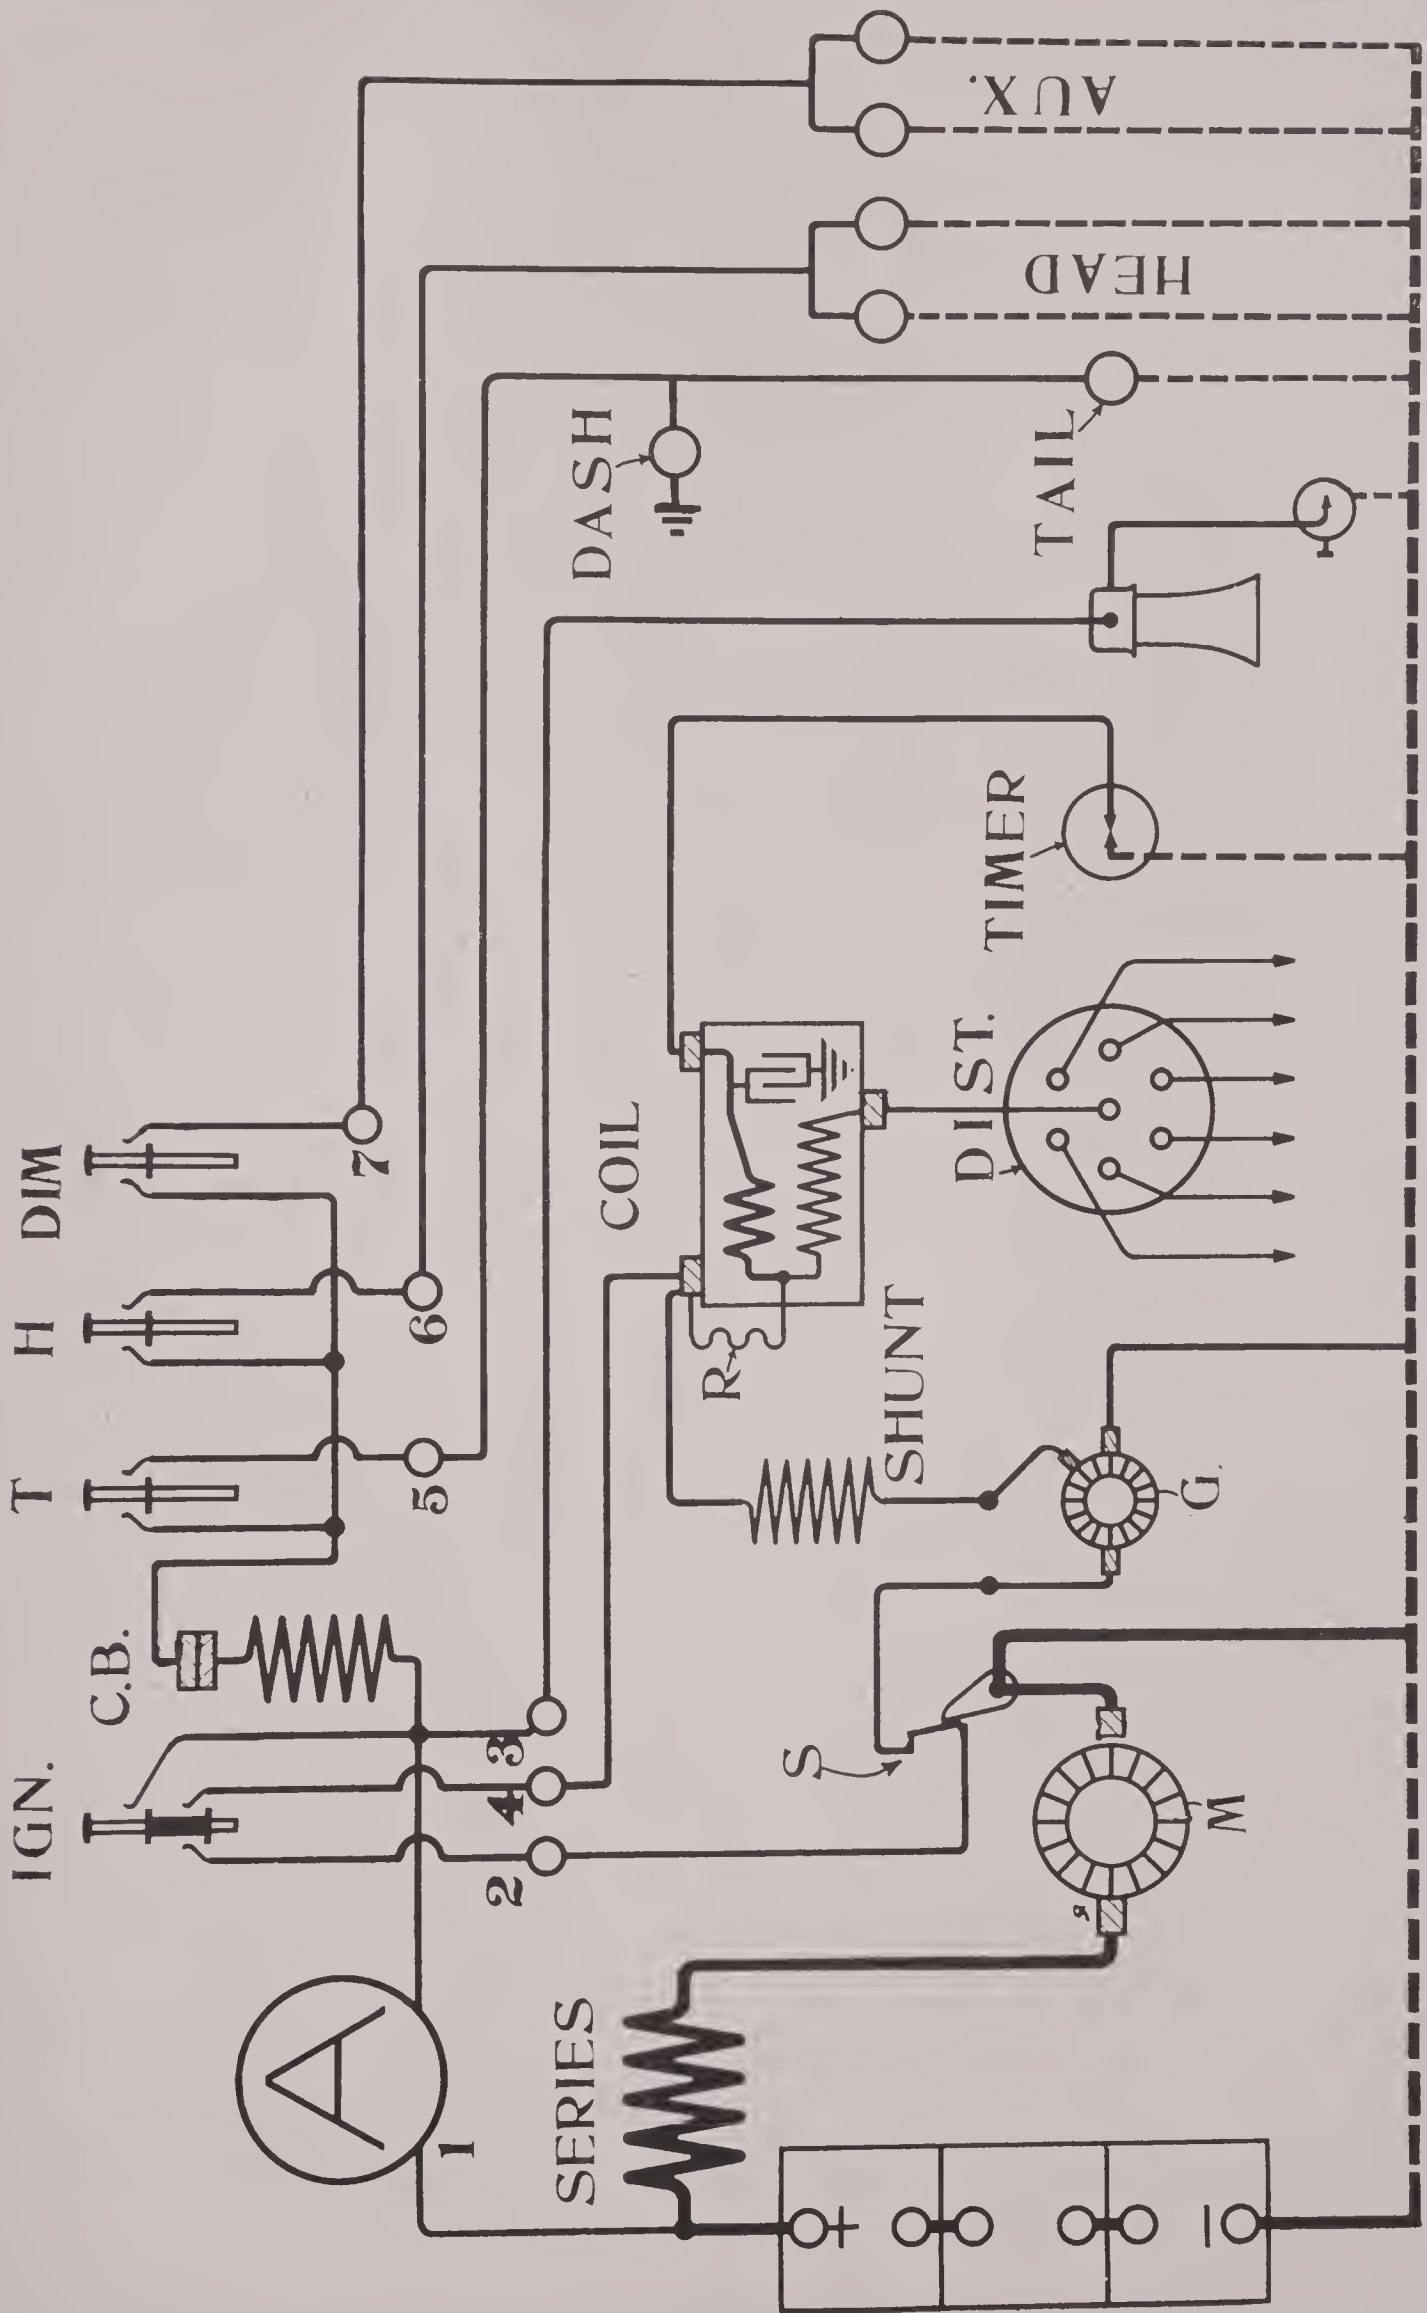 A
1
IGN.
C.B.
T
H
DIM
2
4
3
5
6
7
SERIES
S
SHUNT
R
COIL
DASH
M
G.
DIST.
TIMER
TAIL
HEAD
AUX.
+
−